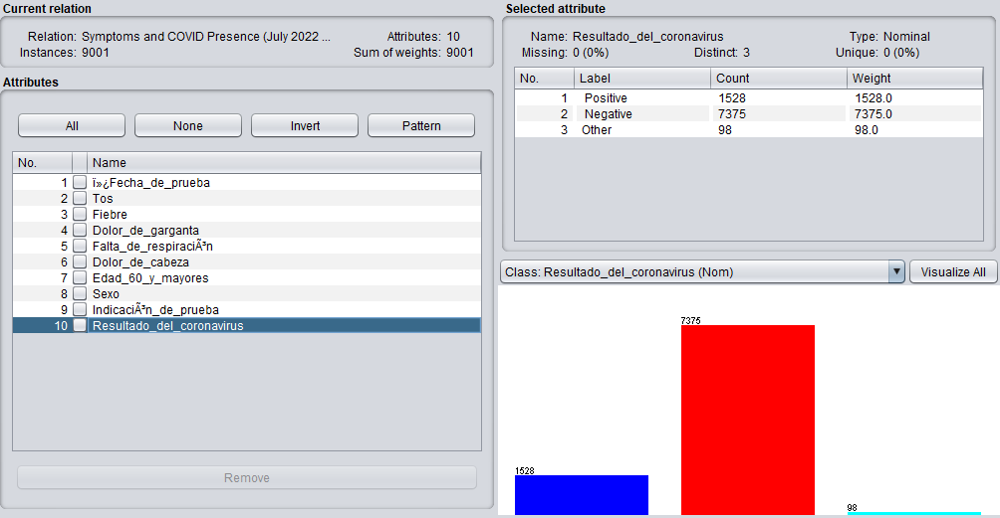 Current relation
Relation: Symptoms and COVID Presence (July 2022 ... Attributes: 10
Instances: 9001 Sum of weights: 9001
Attributes
All None Invert Pattern
No. Name
1 ï»¿Fecha_de_prueba
2 Tos
3 Fiebre
4 Dolor_de_garganta
5 Falta_de_respiraciÃ³n
6 Dolor_de_cabeza
7 Edad_60_y_mayores
8 Sexo
9 IndicaciÃ³n_de_prueba
10 Resultado_del_coronavirus
Remove
Selected attribute
Name: Resultado_del_coronavirus Type: Nominal
Missing: 0 (0%) Distinct: 3 Unique: 0 (0%)
No. Label Count Weight
1 Positive 1528 1528.0
2 Negative 7375 7375.0
3 Other 98 98.0
Class: Resultado_del_coronavirus (Nom) Visualize All
7375
1528
98